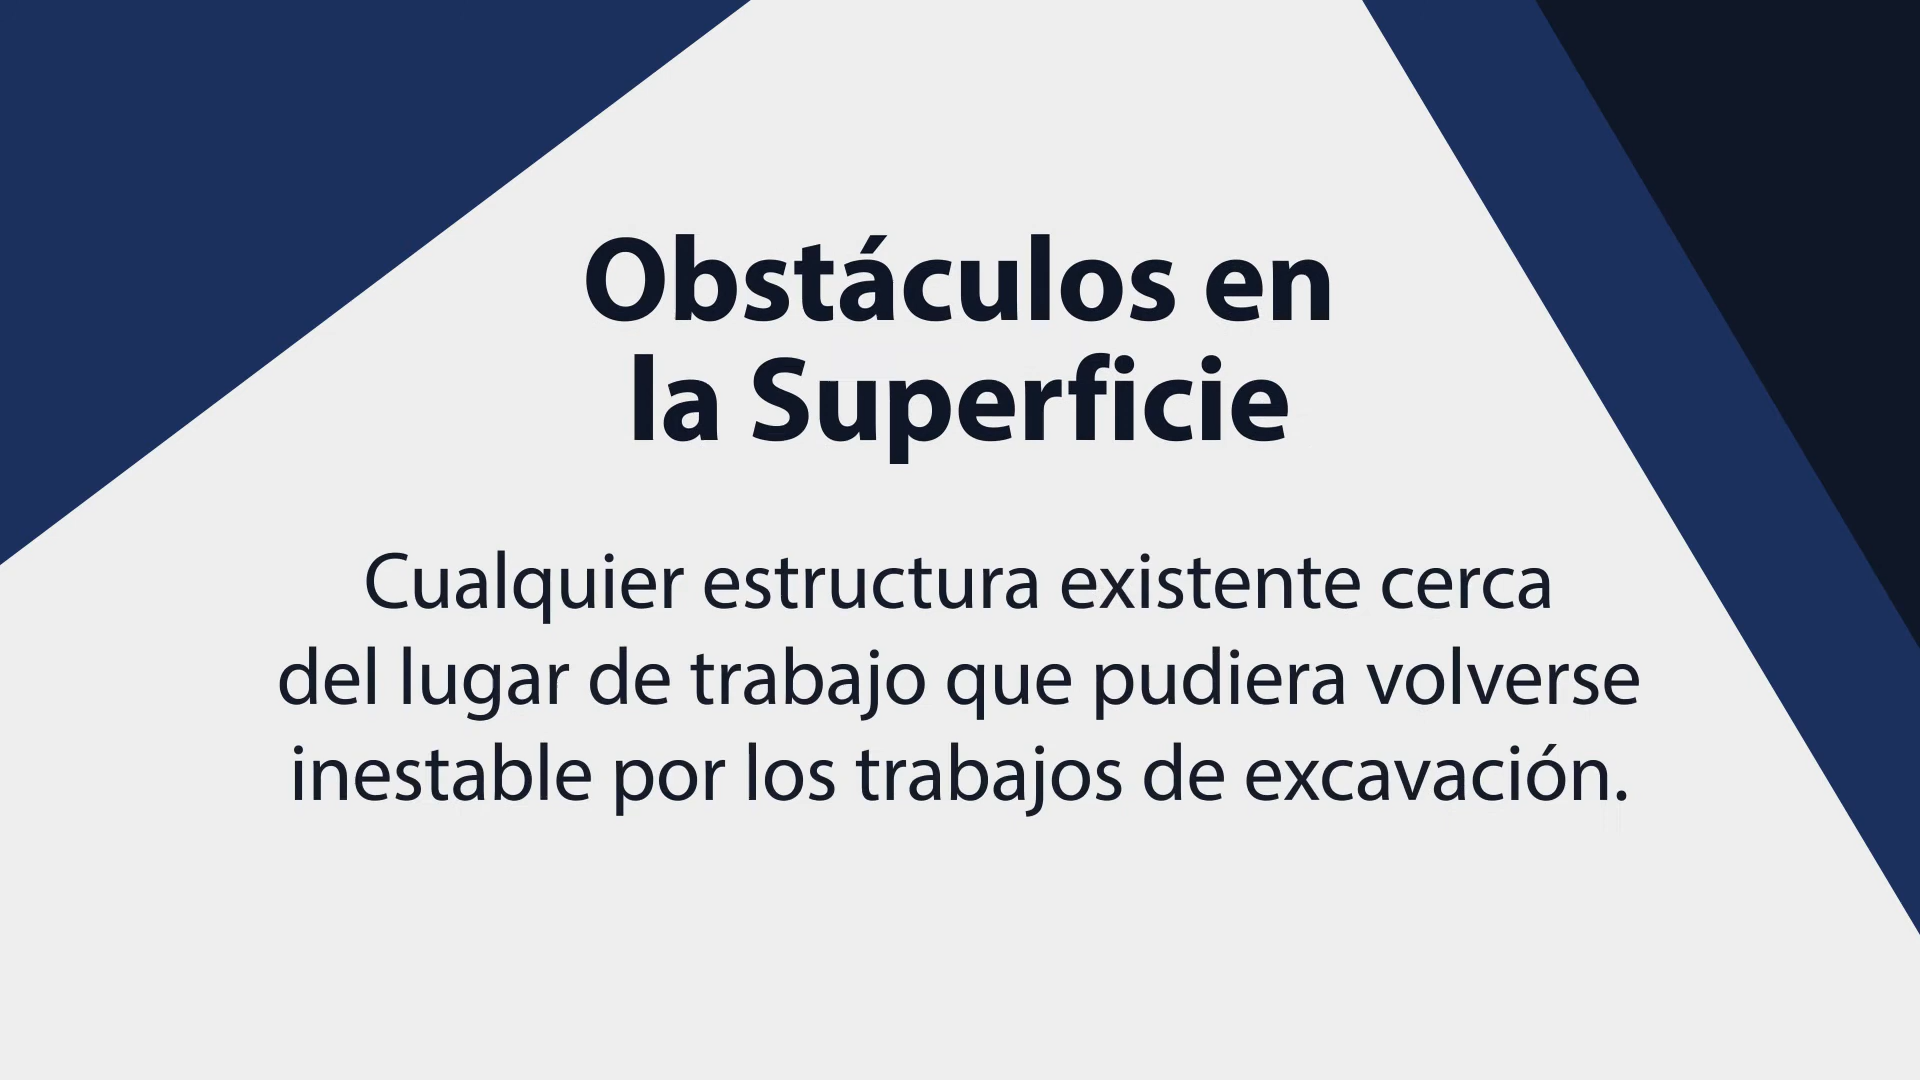 Obstáculos en
la Superficie
Cualquier estructura existente cerca
del lugar de trabajo que pudiera volverse
inestable por los trabajos de excavación.